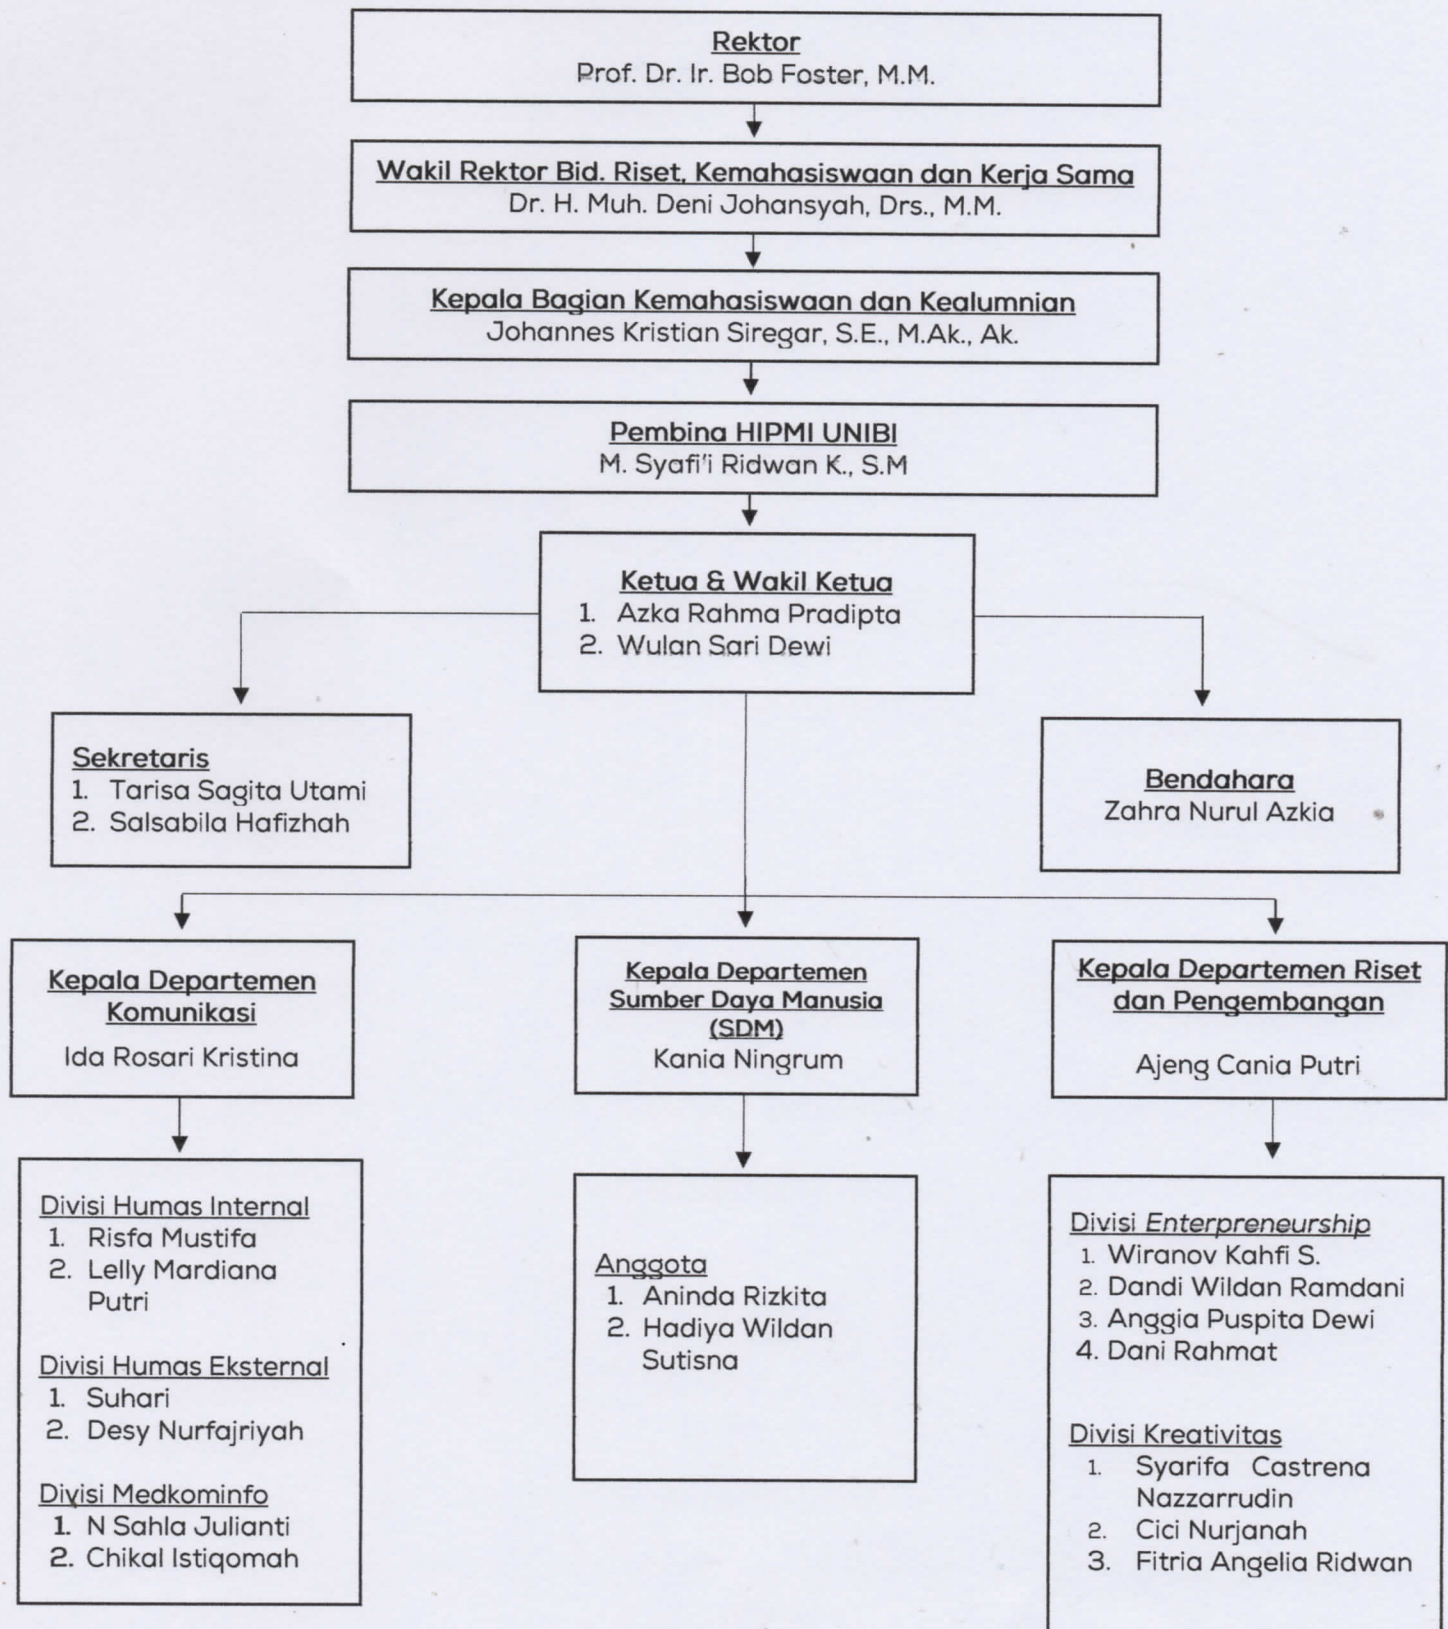 Rektor
Prof. Dr. Ir. Bob Foster, M.M.
Wakil Rektor Bid. Riset, Kemahasiswaan dan Kerja Sama
Dr. H. Muh. Deni Johansyah, Drs., M.M.
Kepala Bagian Kemahasiswaan dan Kealumnian
Johannes Kristian Siregar, S.E., M.Ak., Ak.
Pembina HIPMI UNIBI
M. Syafi'i Ridwan K., S.M
Ketua & Wakil Ketua
1. Azka Rahma Pradipta
2. Wulan Sari Dewi
Sekretaris
1. Tarisa Sagita Utami
2. Salsabila Hafizhah
Bendahara
Zahra Nurul Azkia
Kepala Departemen
Komunikasi
Ida Rosari Kristina
Kepala Departemen
Sumber Daya Manusia
(SDM)
Kania Ningrum
Kepala Departemen Riset
dan Pengembangan
Ajeng Cania Putri
Divisi Humas Internal
1. Risfa Mustifa
2. Lelly Mardiana
Putri
Divisi Humas Eksternal
1. Suhari
2. Desy Nurfajriyah
Divisi Medkominfo
1. N Sahla Julianti
2. Chikal Istiqomah
Anggota
1. Aninda Rizkita
2. Hadiya Wildan
Sutisna
Divisi Enterpreneurship
1. Wiranov Kahfi S.
2. Dandi Wildan Ramdani
3. Anggia Puspita Dewi
4. Dani Rahmat
Divisi Kreativitas
1. Syarifa Castrena
Nazzarrudin
2. Cici Nurjanah
3. Fitria Angelia Ridwan